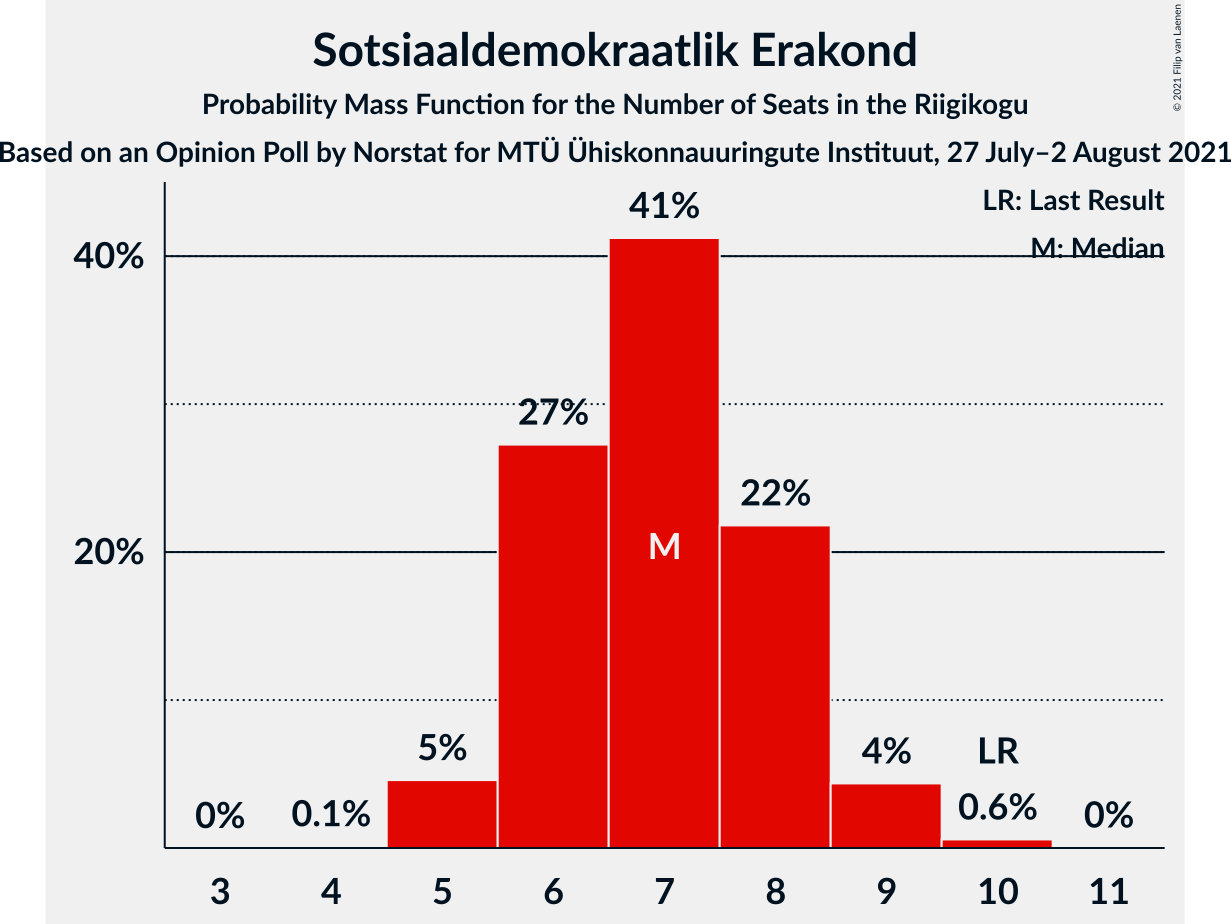 Sotsiaaldemokraatlik Erakond
Probability Mass Function for the Number of Seats in the Riigikogu
Based on an Opinion Poll by Norstat for MTÜ Ühiskonnauuringute Instituut, 27 July–2 August 2021
© 2021 Filip van Laenen
LR: Last Result
M: Median
40%
20%
0%
0.1%
5%
27%
41%
M
22%
4%
LR
0.6%
0%
3 4 5 6 7 8 9 10 11